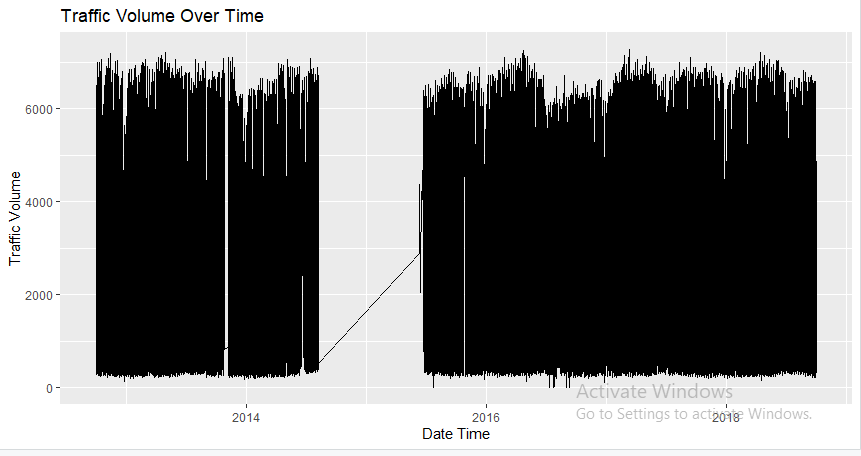 Traffic Volume Over Time
Traffic Volume
6000
4000
2000
0
2014
2016
2018
Date Time
Activate Windows
Go to Settings to activate Windows.